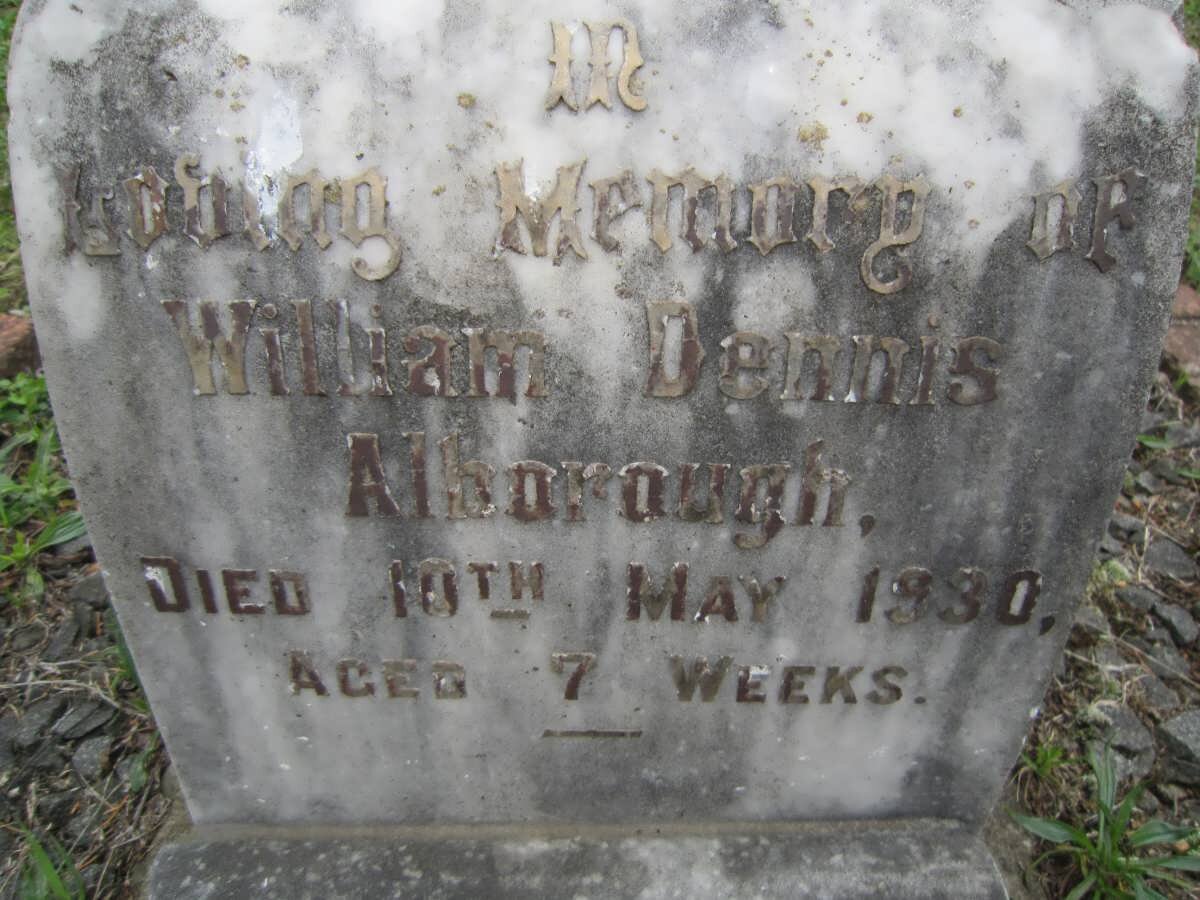 In
Loving Memory of
William Dennis
Alborough,
DIED 10TH MAY 1930,
AGED 7 WEEKS.